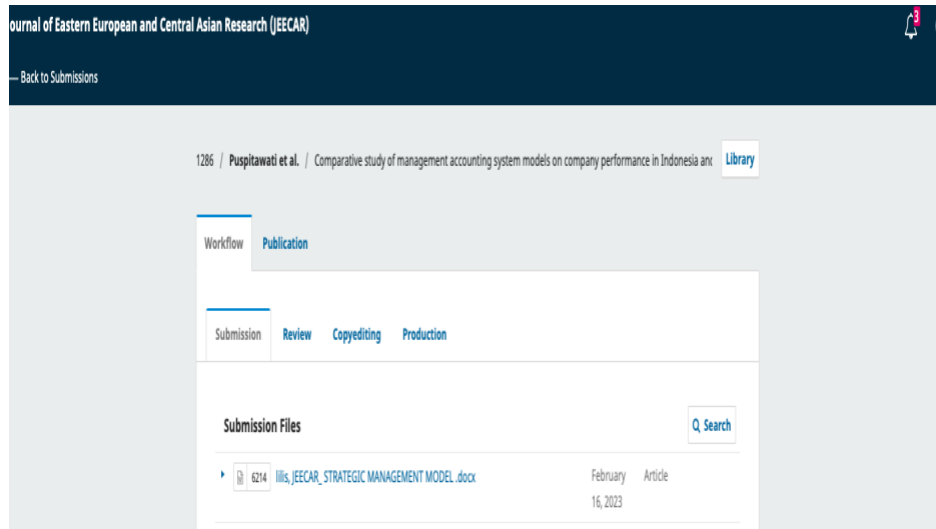 ournal of Eastern European and Central Asian Research (JEECAR)
3
Back to Submissions
1286 / Puspitawati et al. / Comparative study of management accounting system models on company performance in Indonesia and
Library
Workflow Publication
Submission Review Copyediting Production
Submission Files
Search
6214 lilis, JEECAR_ STRATEGIC MANAGEMENT MODEL .docx February Article
16, 2023